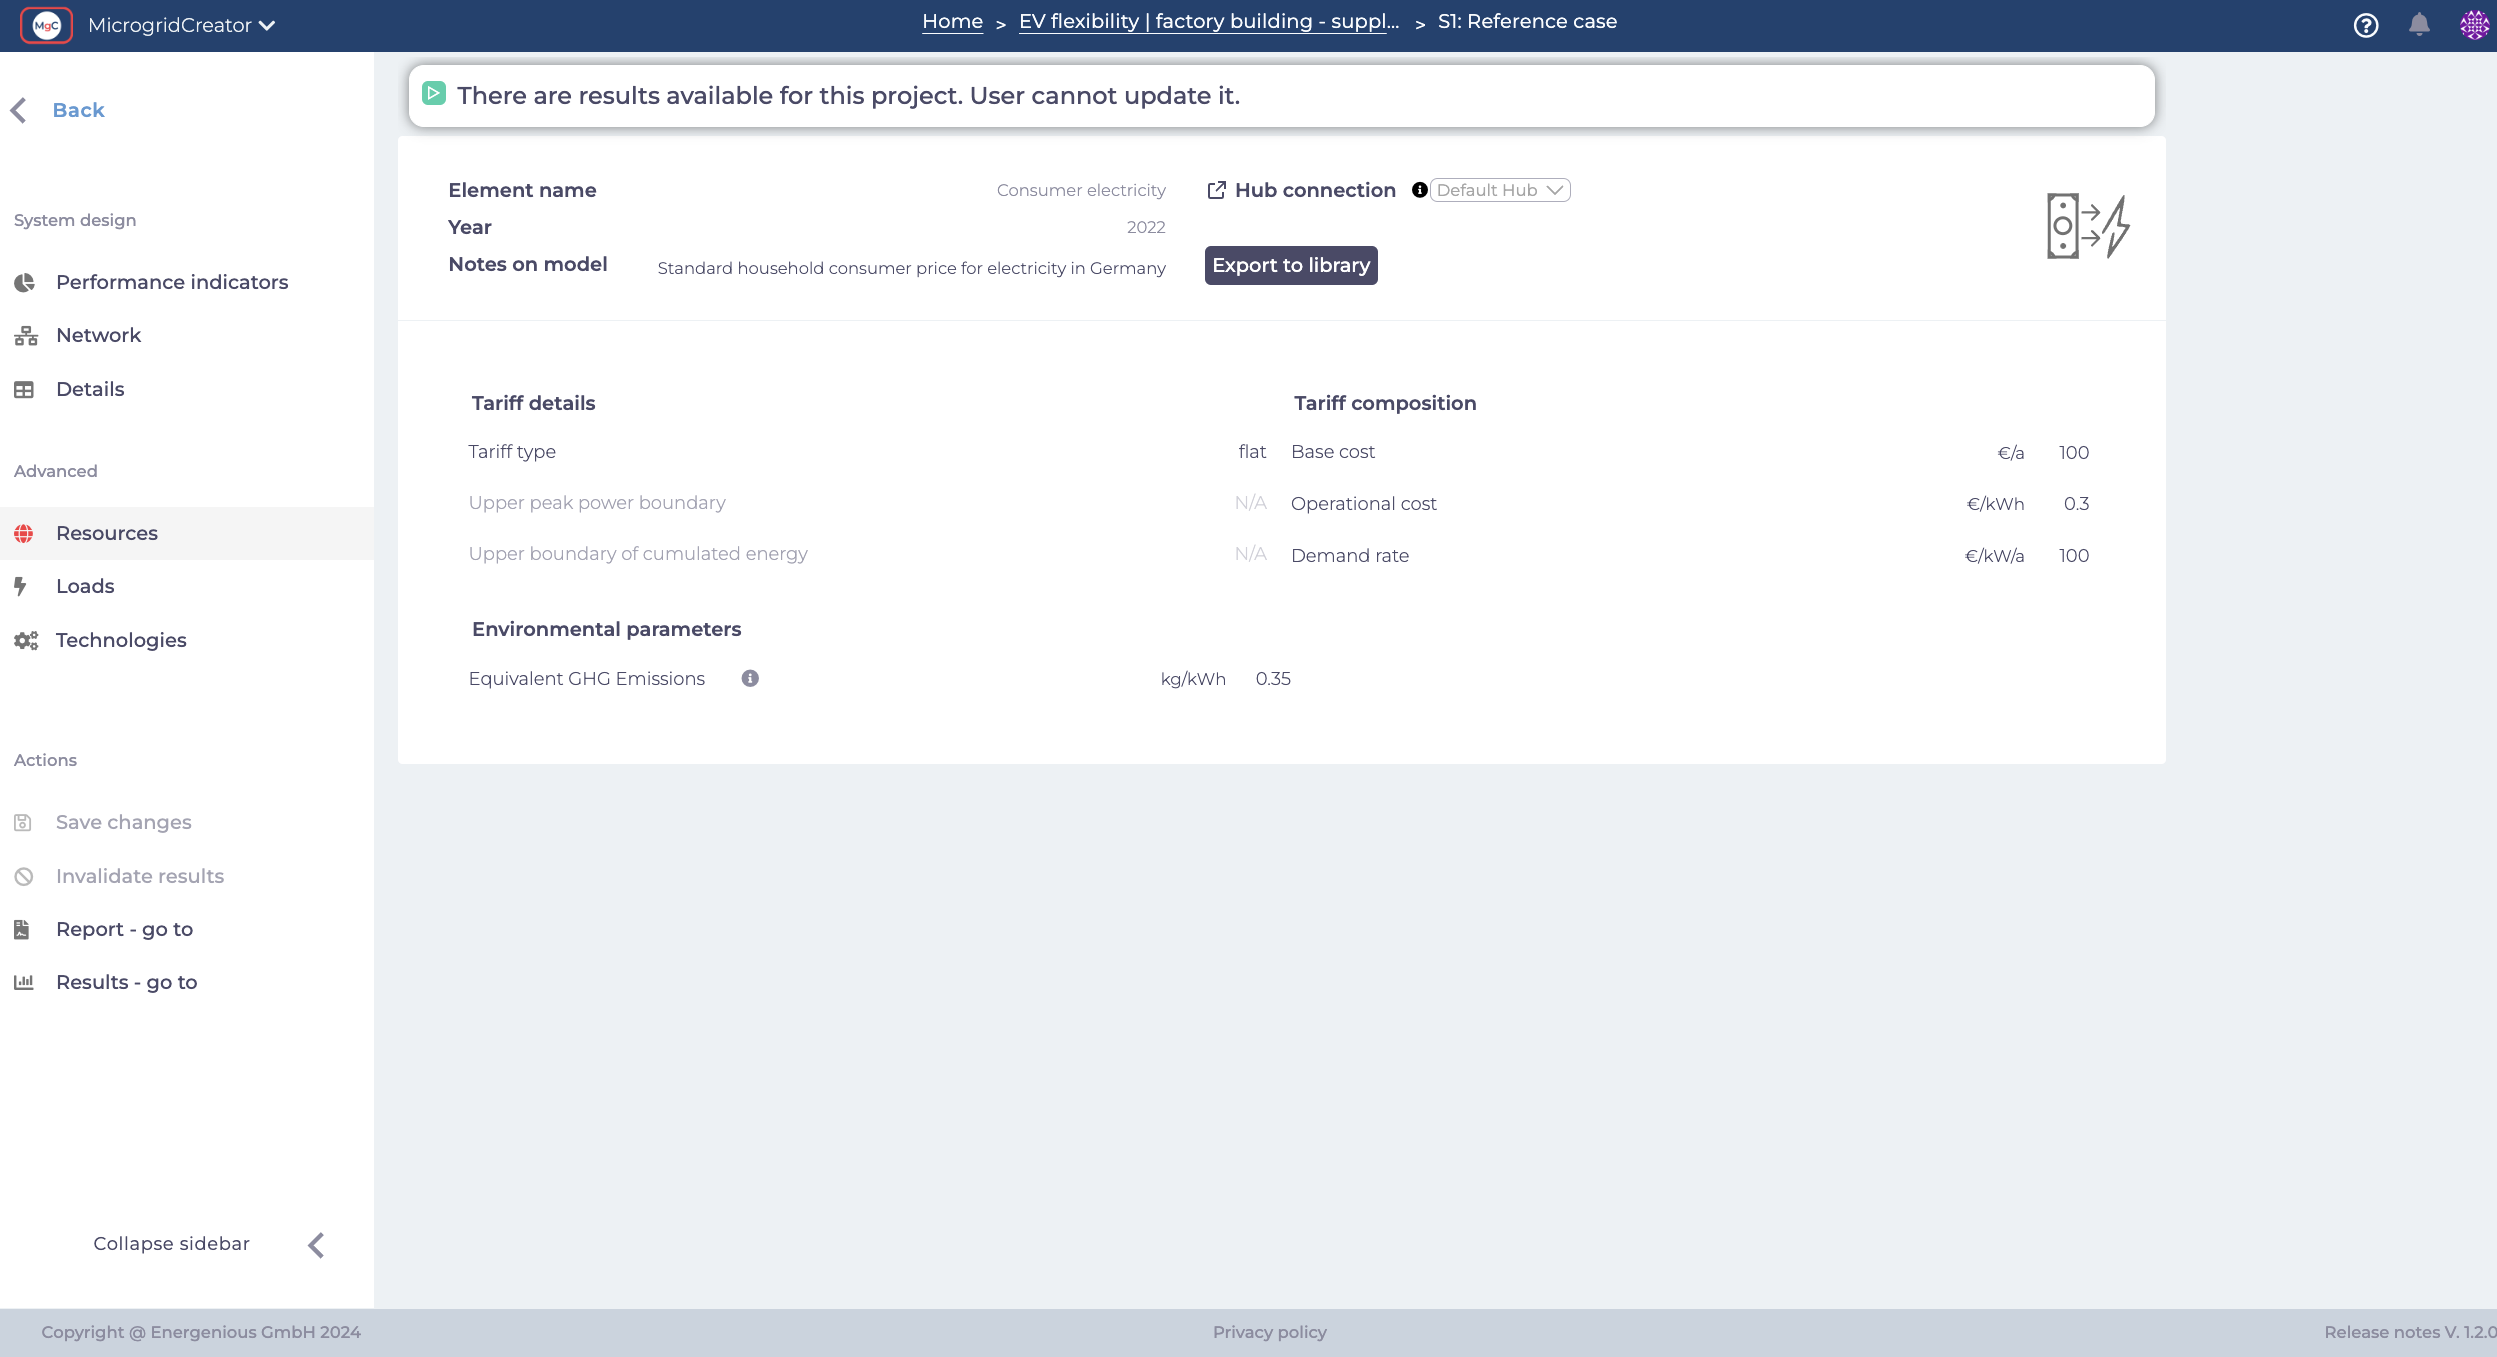 MgC MicrogridCreator
Home > EV flexibility | factory building - suppl... > S1: Reference case
Back
System design
Performance indicators
Network
Details
Advanced
Resources
Loads
Technologies
Actions
Save changes
Invalidate results
Report - go to
Results - go to
Collapse sidebar
There are results available for this project. User cannot update it.
Element name Consumer electricity
Year 2022
Notes on model Standard household consumer price for electricity in Germany
Hub connection Default Hub
Export to library
Tariff details
Tariff type flat
Upper peak power boundary N/A
Upper boundary of cumulated energy N/A
Tariff composition
Base cost €/a 100
Operational cost €/kWh 0.3
Demand rate €/kW/a 100
Environmental parameters
Equivalent GHG Emissions kg/kWh 0.35
Copyright @ Energenious GmbH 2024
Privacy policy
Release notes V. 1.2.0